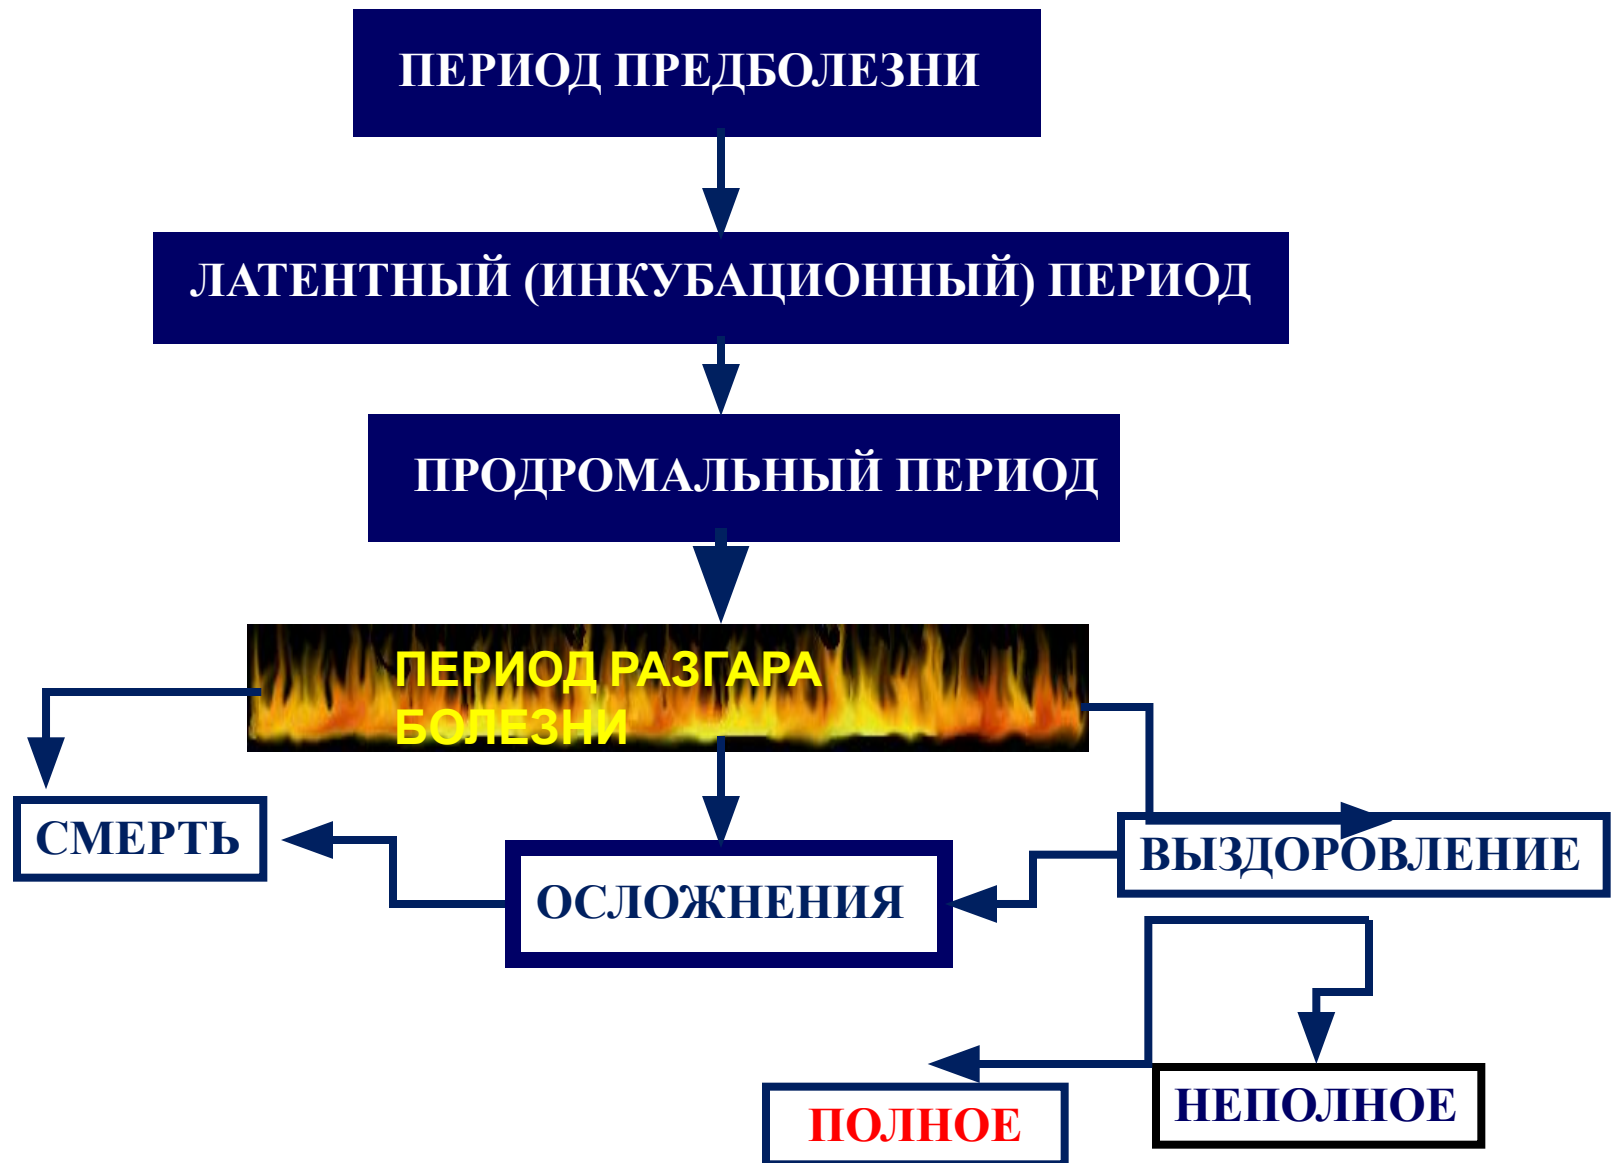 ПЕРИОД ПРЕДБОЛЕЗНИ
ЛАТЕНТНЫЙ (ИНКУБАЦИОННЫЙ) ПЕРИОД
ПРОДРОМАЛЬНЫЙ ПЕРИОД
ПЕРИОД РАЗГАРА
БОЛЕЗНИ
СМЕРТЬ
ОСЛОЖНЕНИЯ
ВЫЗДОРОВЛЕНИЕ
ПОЛНОЕ
НЕПОЛНОЕ